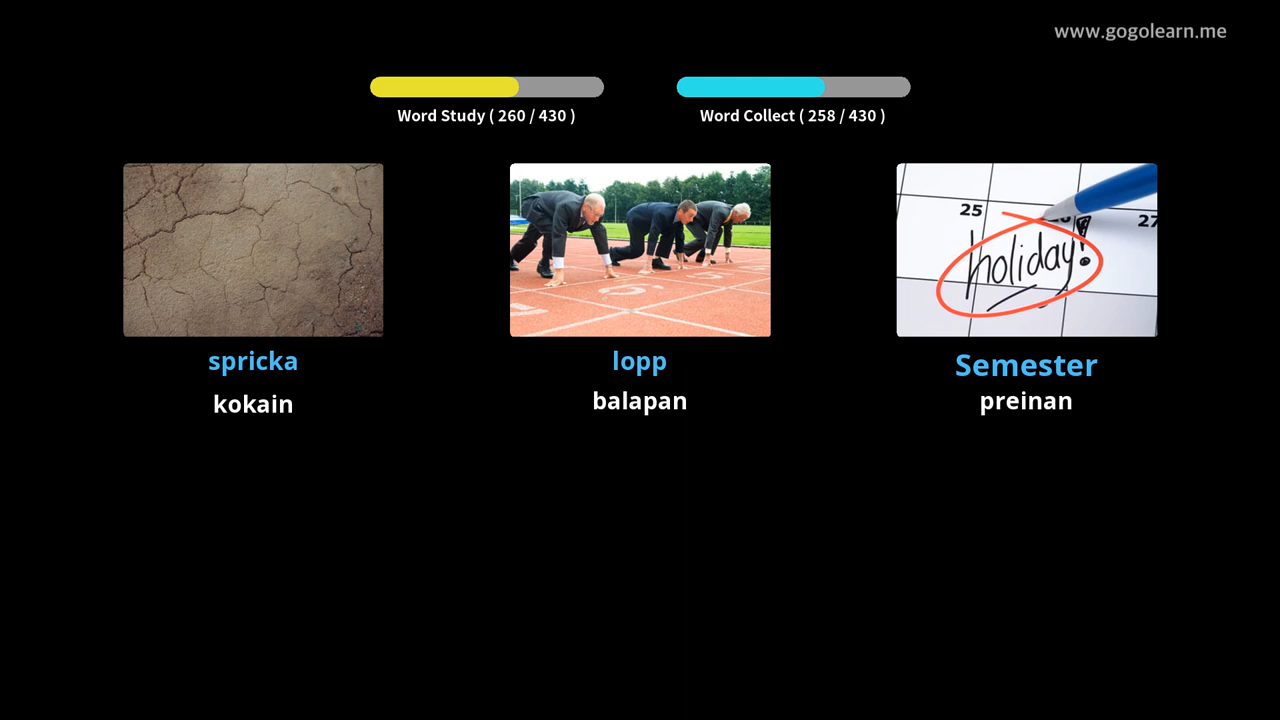 www.gogolearn.me
Word Study ( 260 / 430 )
Word Collect ( 258 / 430 )
25
27
holiday!
spricka
lopp
Semester
kokain
balapan
preinan